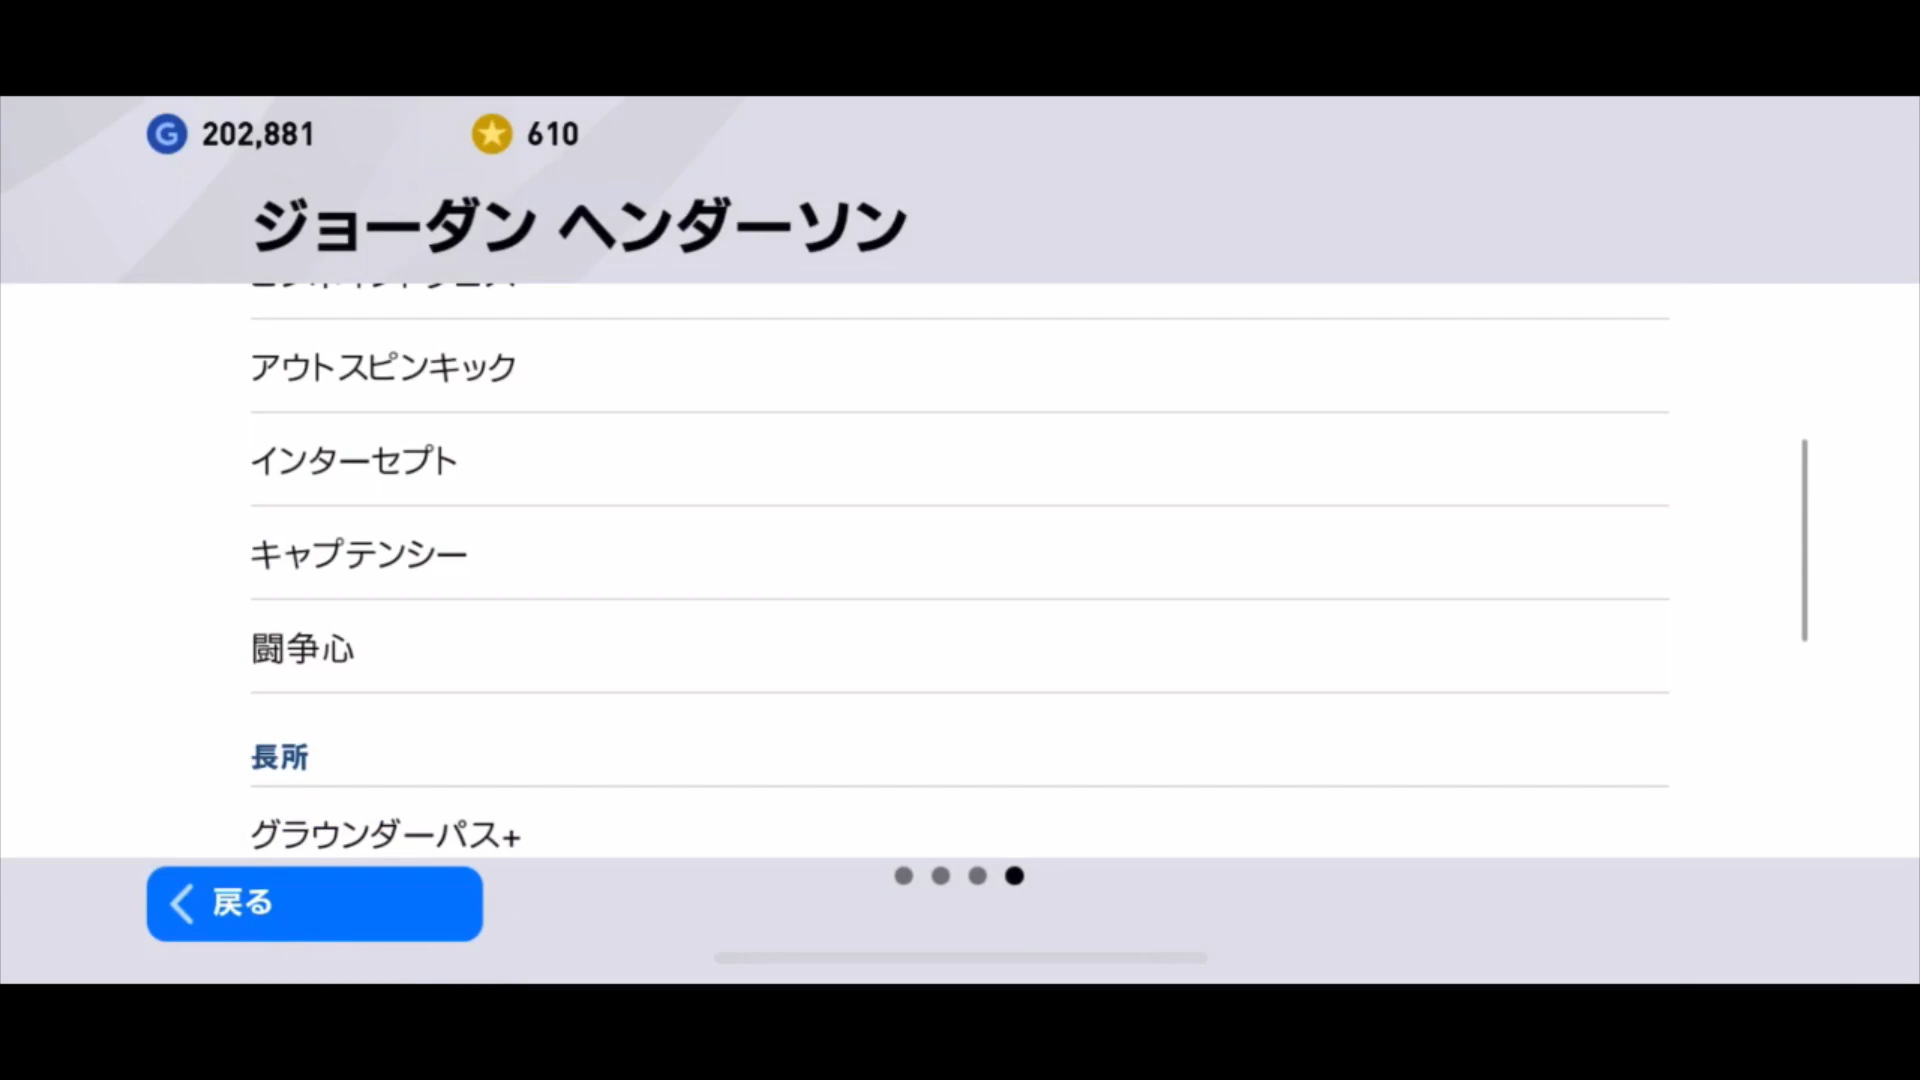 G 202,881 610
ジョーダン ヘンダーソン
アウトスピンキック
インターセプト
キャプテンシー
闘争心
長所
グラウンダーパス+
戻る